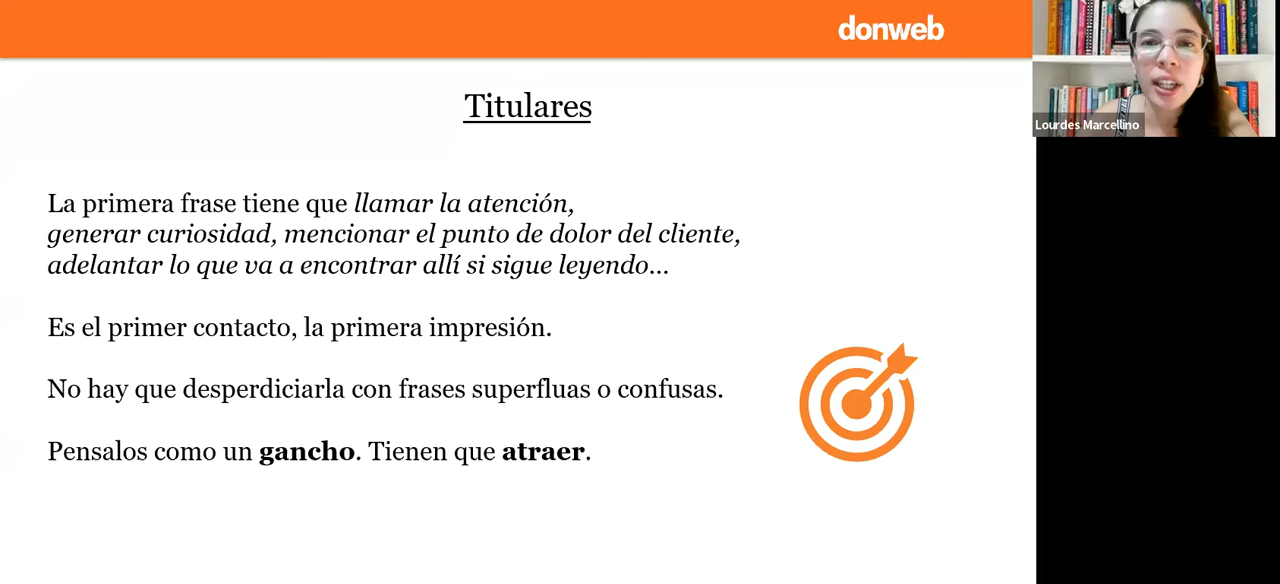 donweb
Lourdes Marcellino
Titulares
La primera frase tiene que llamar la atención,
generar curiosidad, mencionar el punto de dolor del cliente,
adelantar lo que va a encontrar allí si sigue leyendo...
Es el primer contacto, la primera impresión.
No hay que desperdiciarla con frases superfluas o confusas.
Pensalos como un gancho. Tienen que atraer.